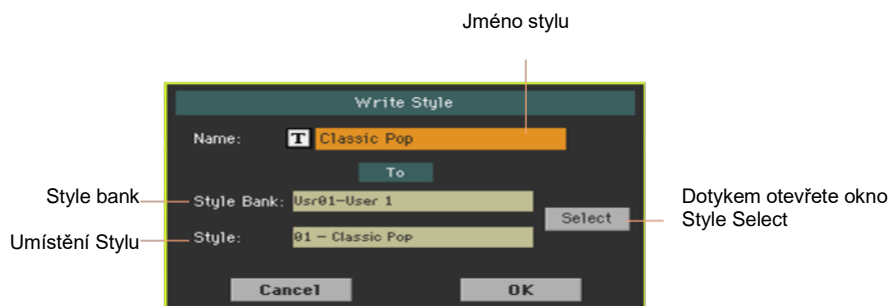 Jméno stylu
Write Style
Name: T Classic Pop
To
Style bank
Style Bank: Usr01-User 1
Select
Dotykem otevřete okno
Style Select
Umístění Stylu
Style: 01 - Classic Pop
Cancel OK